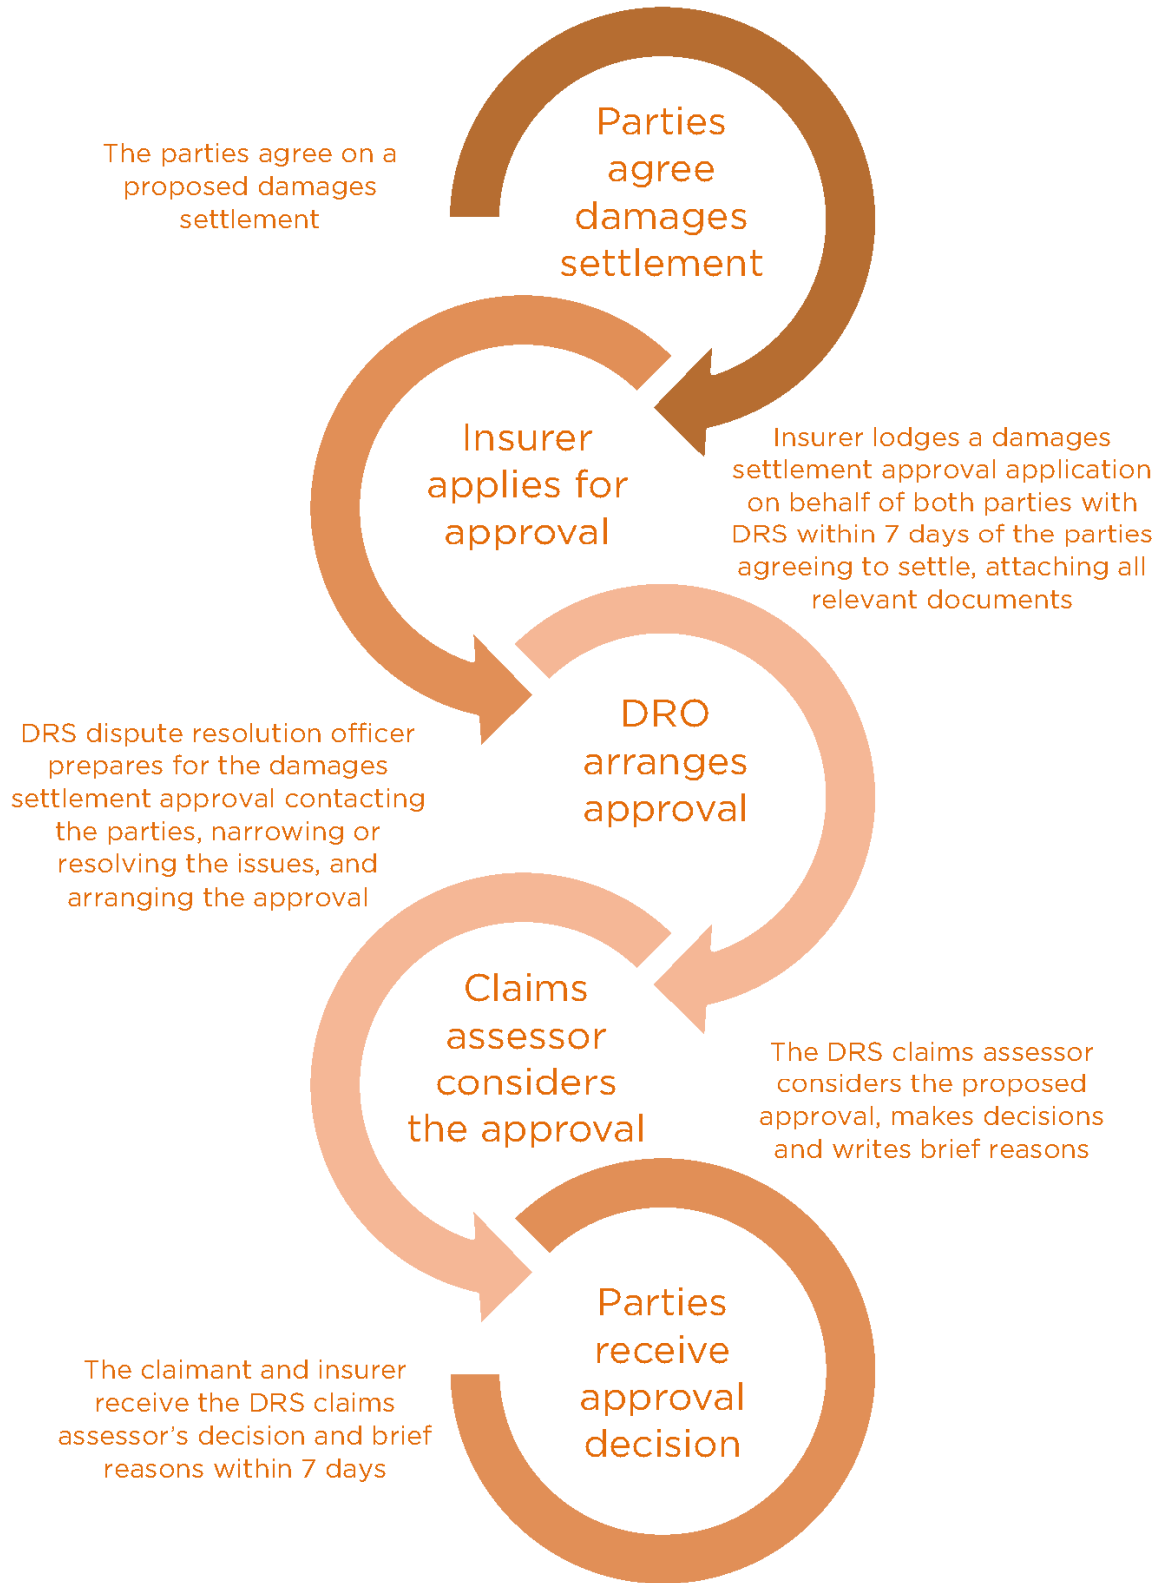 The parties agree on a
proposed damages
settlement
Parties
agree
damages
settlement
Insurer
applies for
approval
Insurer lodges a damages
settlement approval application
on behalf of both parties with
DRS within 7 days of the parties
agreeing to settle, attaching all
relevant documents
DRS dispute resolution officer
prepares for the damages
settlement approval contacting
the parties, narrowing or
resolving the issues, and
arranging the approval
DRO
arranges
approval
Claims
assessor
considers
the approval
The DRS claims assessor
considers the proposed
approval, makes decisions
and writes brief reasons
The claimant and insurer
receive the DRS claims
assessor’s decision and brief
reasons within 7 days
Parties
receive
approval
decision